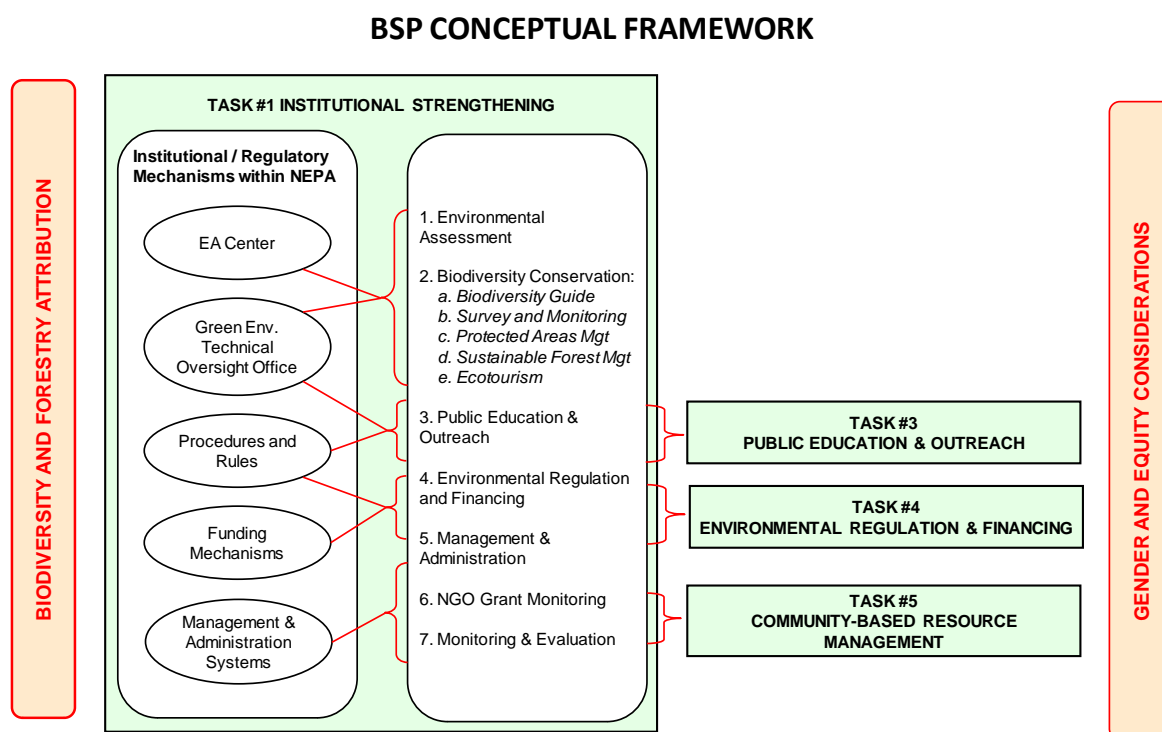 BSP CONCEPTUAL FRAMEWORK
BIODIVERSITY AND FORESTRY ATTRIBUTION
TASK #1 INSTITUTIONAL STRENGTHENING
Institutional / Regulatory
Mechanisms within NEPA
EA Center
Green Env.
Technical
Oversight Office
Procedures and
Rules
Funding
Mechanisms
Management &
Administration
Systems
1. Environmental
Assessment
2. Biodiversity Conservation:
a. Biodiversity Guide
b. Survey and Monitoring
c. Protected Areas Mgt
d. Sustainable Forest Mgt
e. Ecotourism
3. Public Education &
Outreach
4. Environmental Regulation
and Financing
5. Management &
Administration
6. NGO Grant Monitoring
7. Monitoring & Evaluation
TASK #3
PUBLIC EDUCATION & OUTREACH
TASK #4
ENVIRONMENTAL REGULATION & FINANCING
TASK #5
COMMUNITY-BASED RESOURCE
MANAGEMENT
GENDER AND EQUITY CONSIDERATIONS